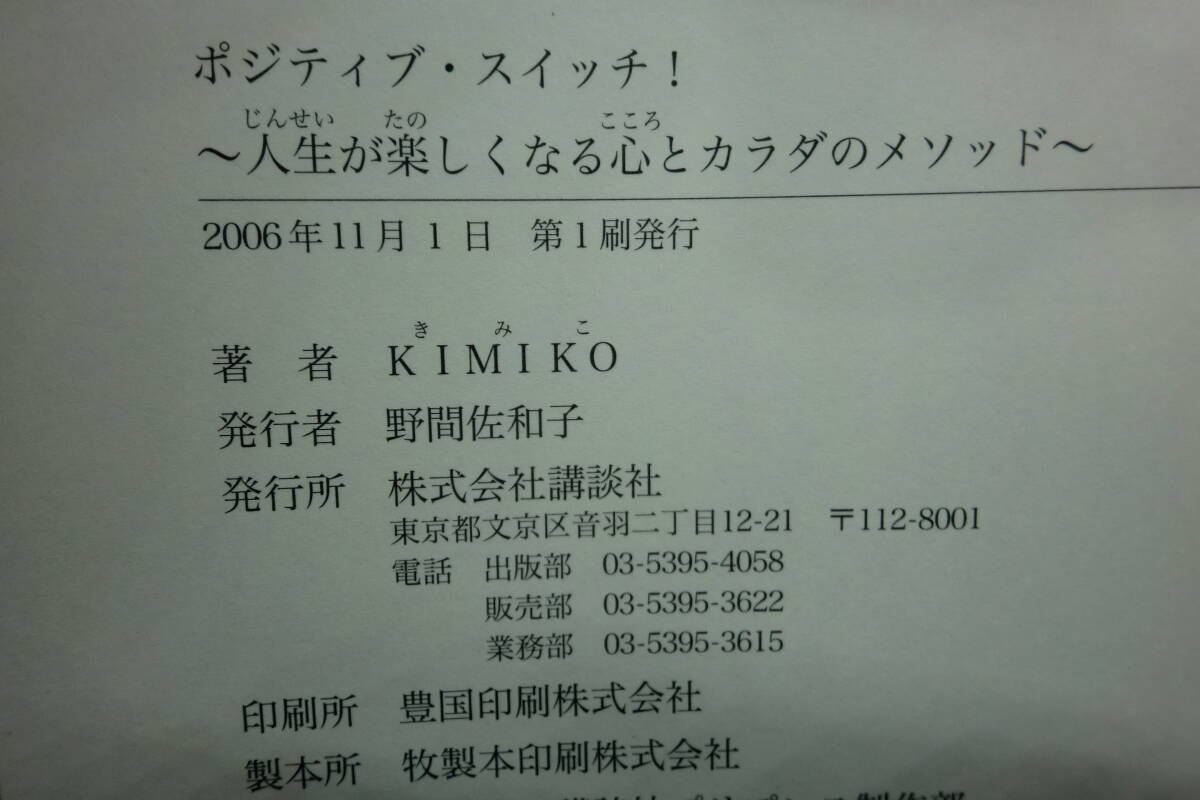 ポジティブ・スイッチ!
じんせい たの こころ
～人生が楽しくなる心とカラダのメソッド～
2006年11月1日 第1刷発行
きみこ
著者 KIMIKO
発行者 野間佐和子
発行所 株式会社講談社
東京都文京区音羽二丁目12-21 〒112-8001
電話 出版部 03-5395-4058
販売部 03-5395-3622
業務部 03-5395-3615
印刷所 豊国印刷株式会社
製本所 牧製本印刷株式会社